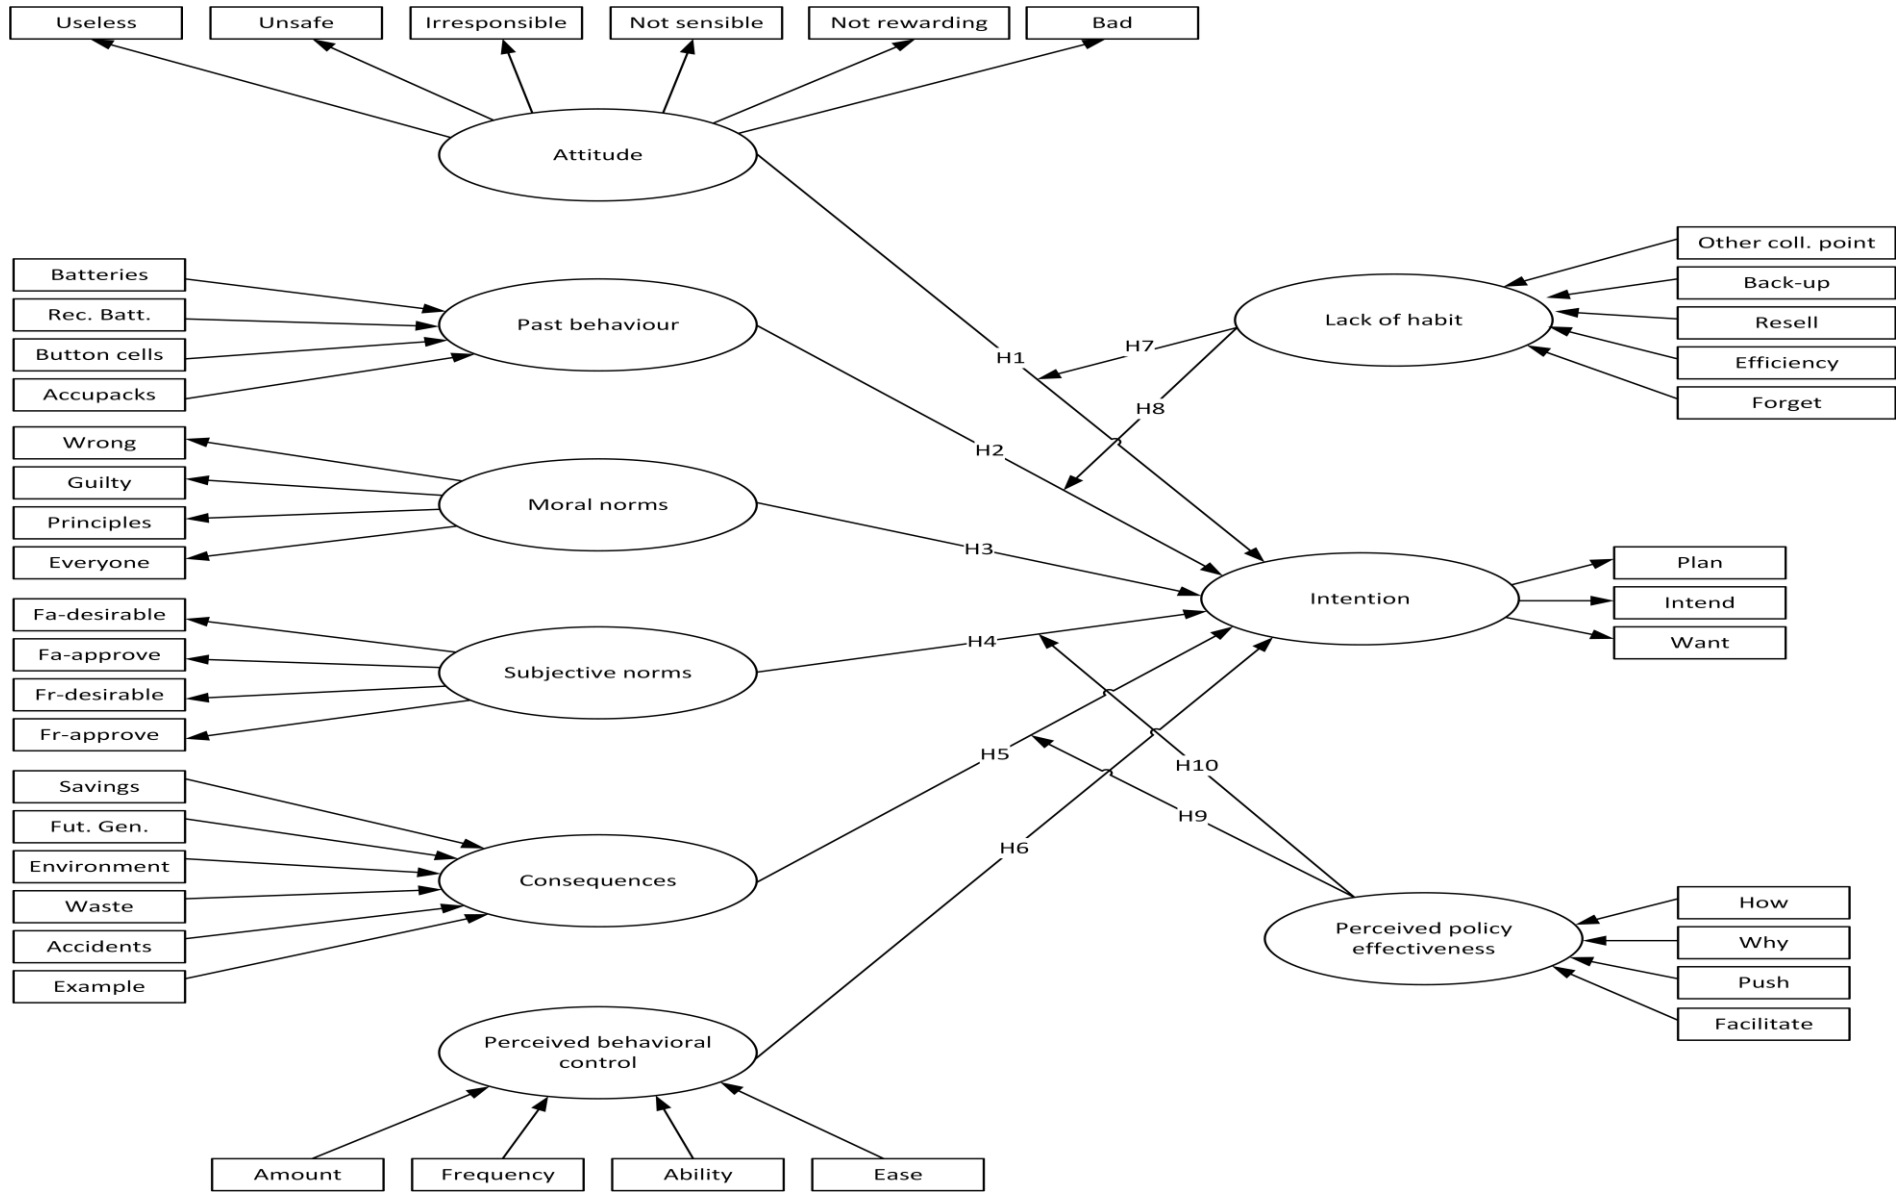 Useless
Unsafe
Irresponsible
Not sensible
Not rewarding
Bad
Attitude
Batteries
Rec. Batt.
Button cells
Accupacks
Past behaviour
Wrong
Guilty
Principles
Everyone
Moral norms
Fa-desirable
Fa-approve
Fr-desirable
Fr-approve
Subjective norms
Savings
Fut. Gen.
Environment
Waste
Accidents
Example
Consequences
Perceived behavioral
control
Amount
Frequency
Ability
Ease
H1
H2
H3
H4
H5
H6
H7
H8
H10
H9
Lack of habit
Other coll. point
Back-up
Resell
Efficiency
Forget
Intention
Plan
Intend
Want
Perceived policy
effectiveness
How
Why
Push
Facilitate